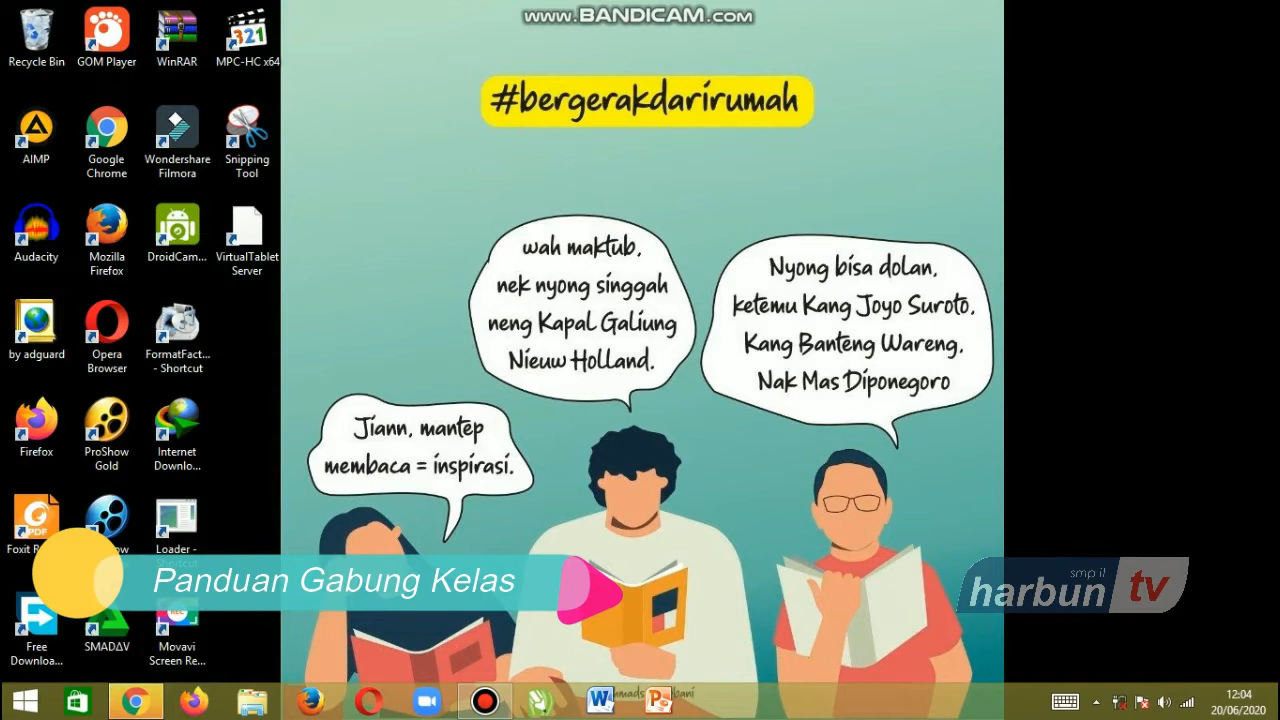 www.BANDICAM.com
#bergerakdarirumah
wah maktub,
nek nyong singgah
neng Kapal Galiung
Nieuw Holland.
Nyong bisa dolan,
ketemu Kang Joyo Suroto,
Kang Banteng Wareng,
Nak Mas Diponegoro
Jiann, mantep
membaca = inspirasi.
Recycle Bin
GOM Player
WinRAR
MPC-HC x64
AIMP
Google
Chrome
Wondershare
Filmora
Snipping
Tool
Audacity
Mozilla
Firefox
DroidCam...
VirtualTablet
Server
by adguard
Opera
Browser
FormatFact...
- Shortcut
Firefox
ProShow
Gold
Internet
Downlo...
Foxit
Loader -
Free
Downloa...
SMADΔV
Movavi
Screen Re...
Panduan Gabung Kelas
smp il
harbun tv
12:04
20/06/2020